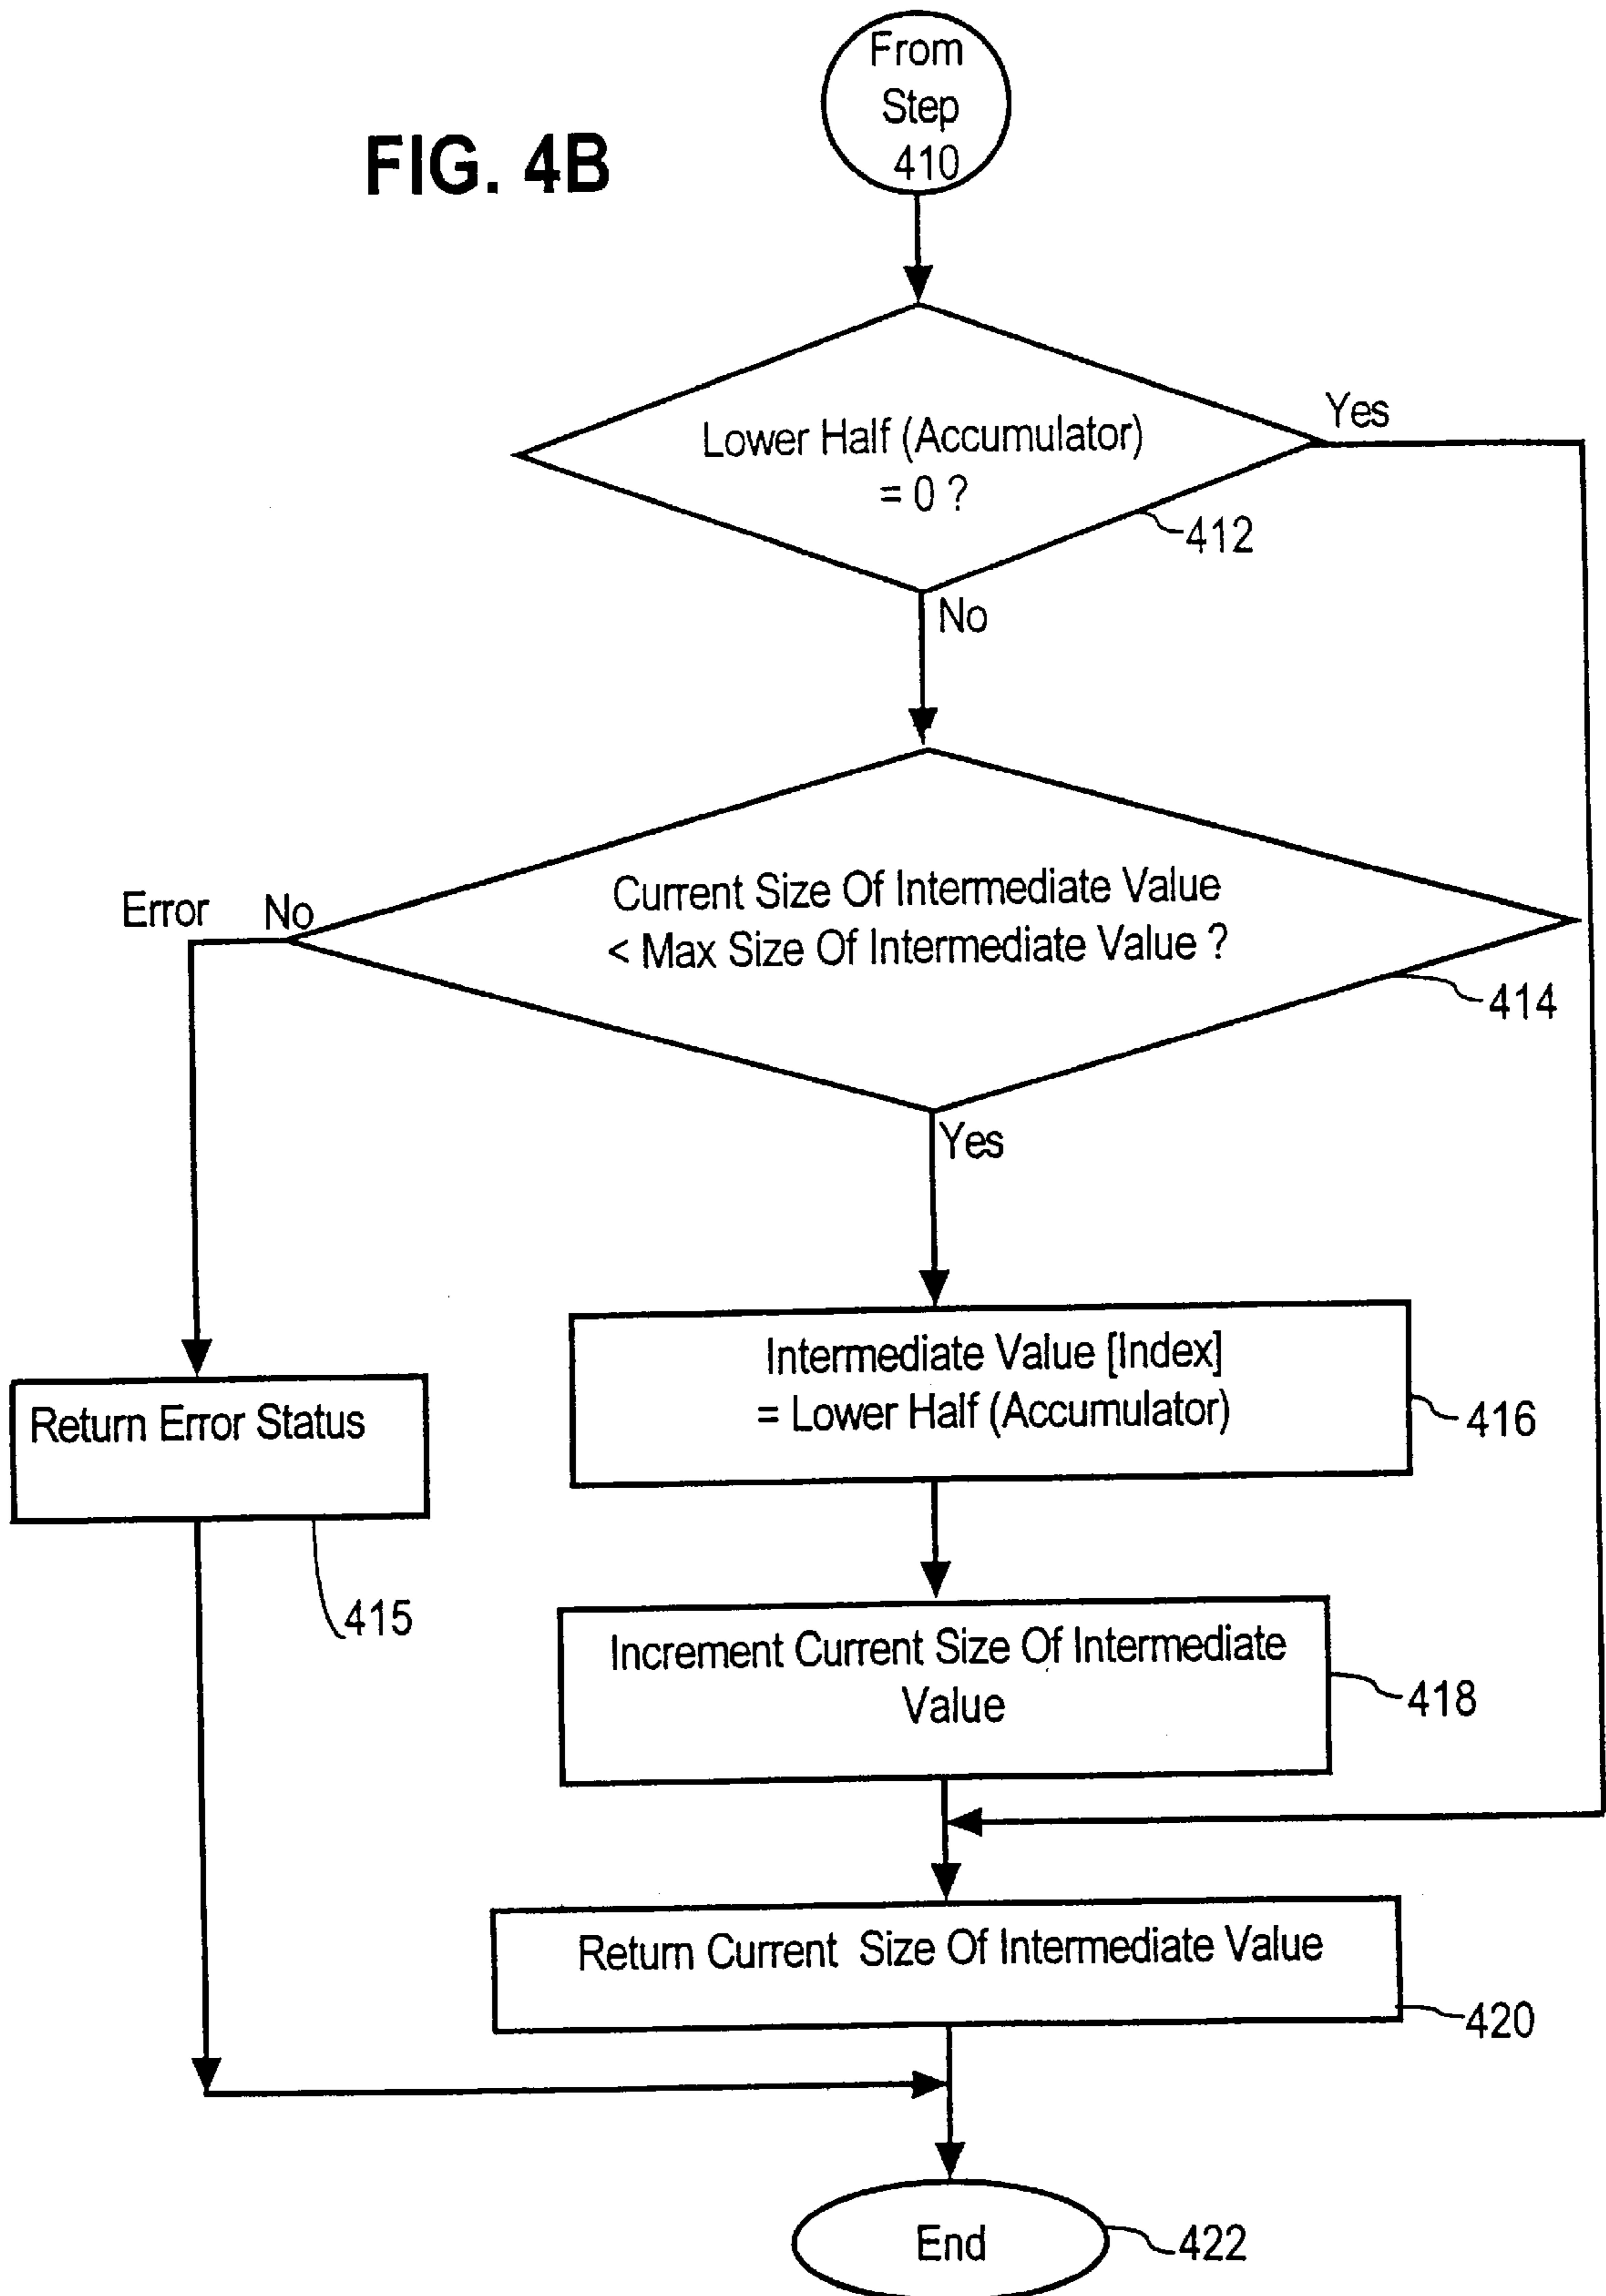 From
Step
410
FIG. 4B
Yes
Lower Half (Accumulator)
= 0 ?
412
No
Current Size Of Intermediate Value
< Max Size Of Intermediate Value ?
Error No
414
Yes
Intermediate Value [Index]
= Lower Half (Accumulator)
416
Return Error Status
415
Increment Current Size Of Intermediate
Value
418
Return Current Size Of Intermediate Value
420
End
422